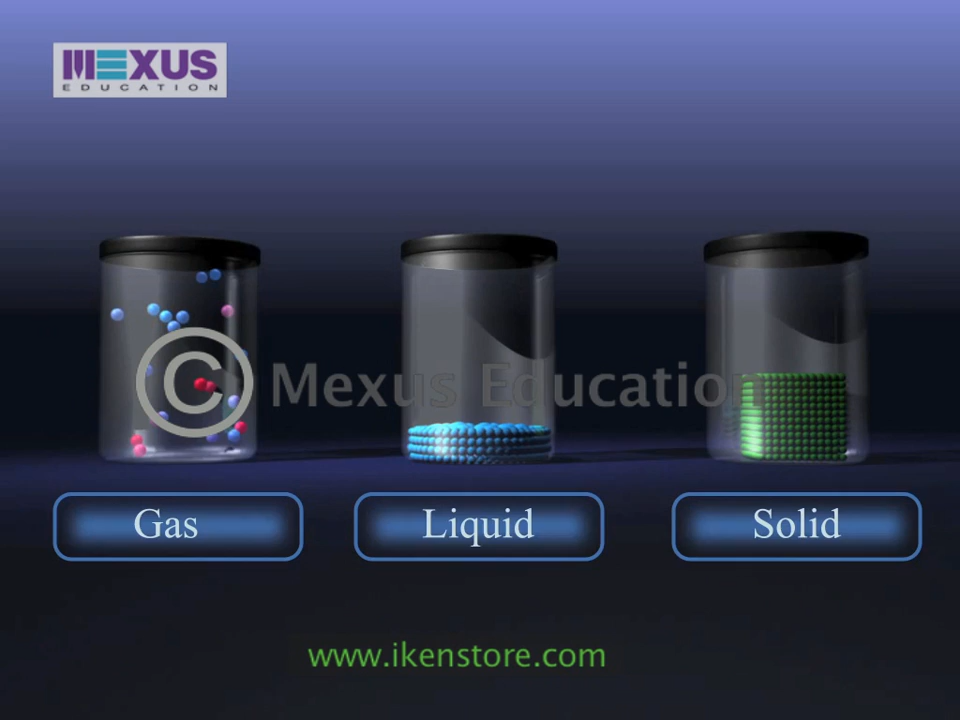 MEXUS
EDUCATION
© Mexus Education
Gas
Liquid
Solid
www.ikenstore.com